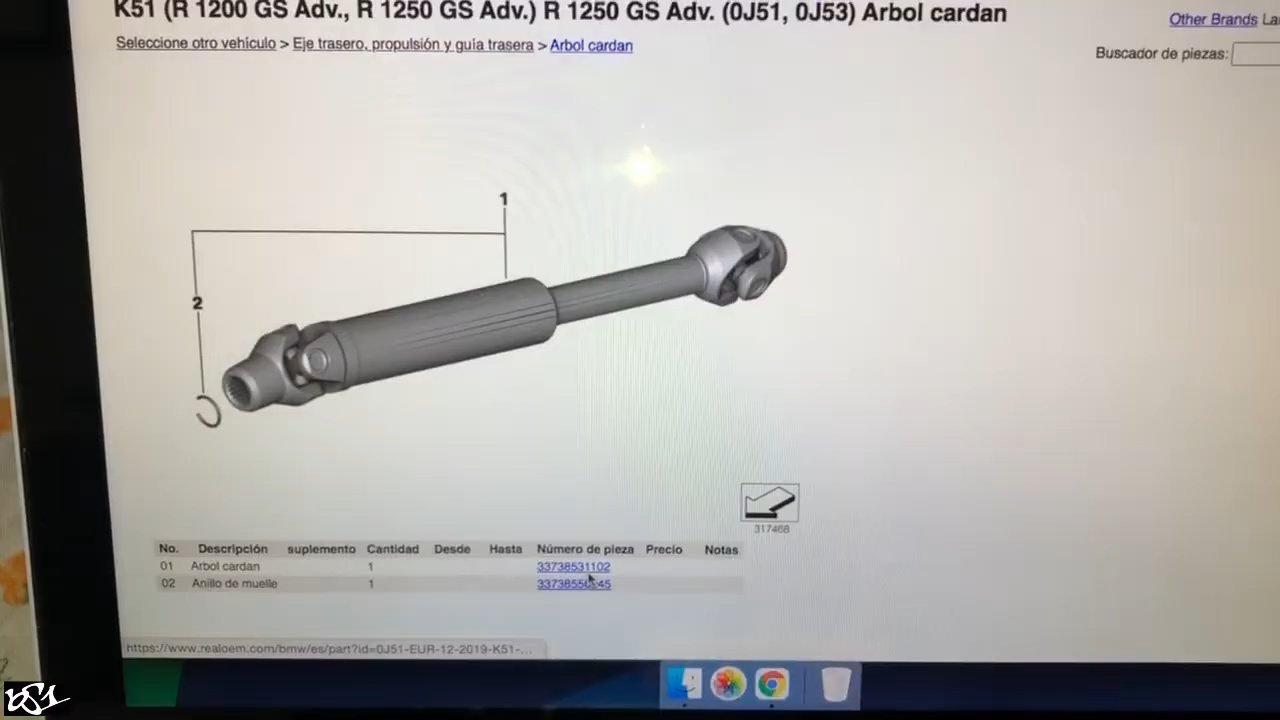 K51 (R 1200 GS Adv., R 1250 GS Adv.) R 1250 GS Adv. (0J51, 0J53) Arbol cardan
Other Brands
Seleccione otro vehículo > Eje trasero, propulsión y guía trasera > Arbol cardan
Buscador de piezas:
1
2
317468
No. Descripción suplemento Cantidad Desde Hasta Número de pieza Precio Notas
01 Arbol cardan 1 33738531102
02 Anillo de muelle 1
https://www.realoem.com/bmw/es/part?id=0J51-EUR-12-2019-K51-...